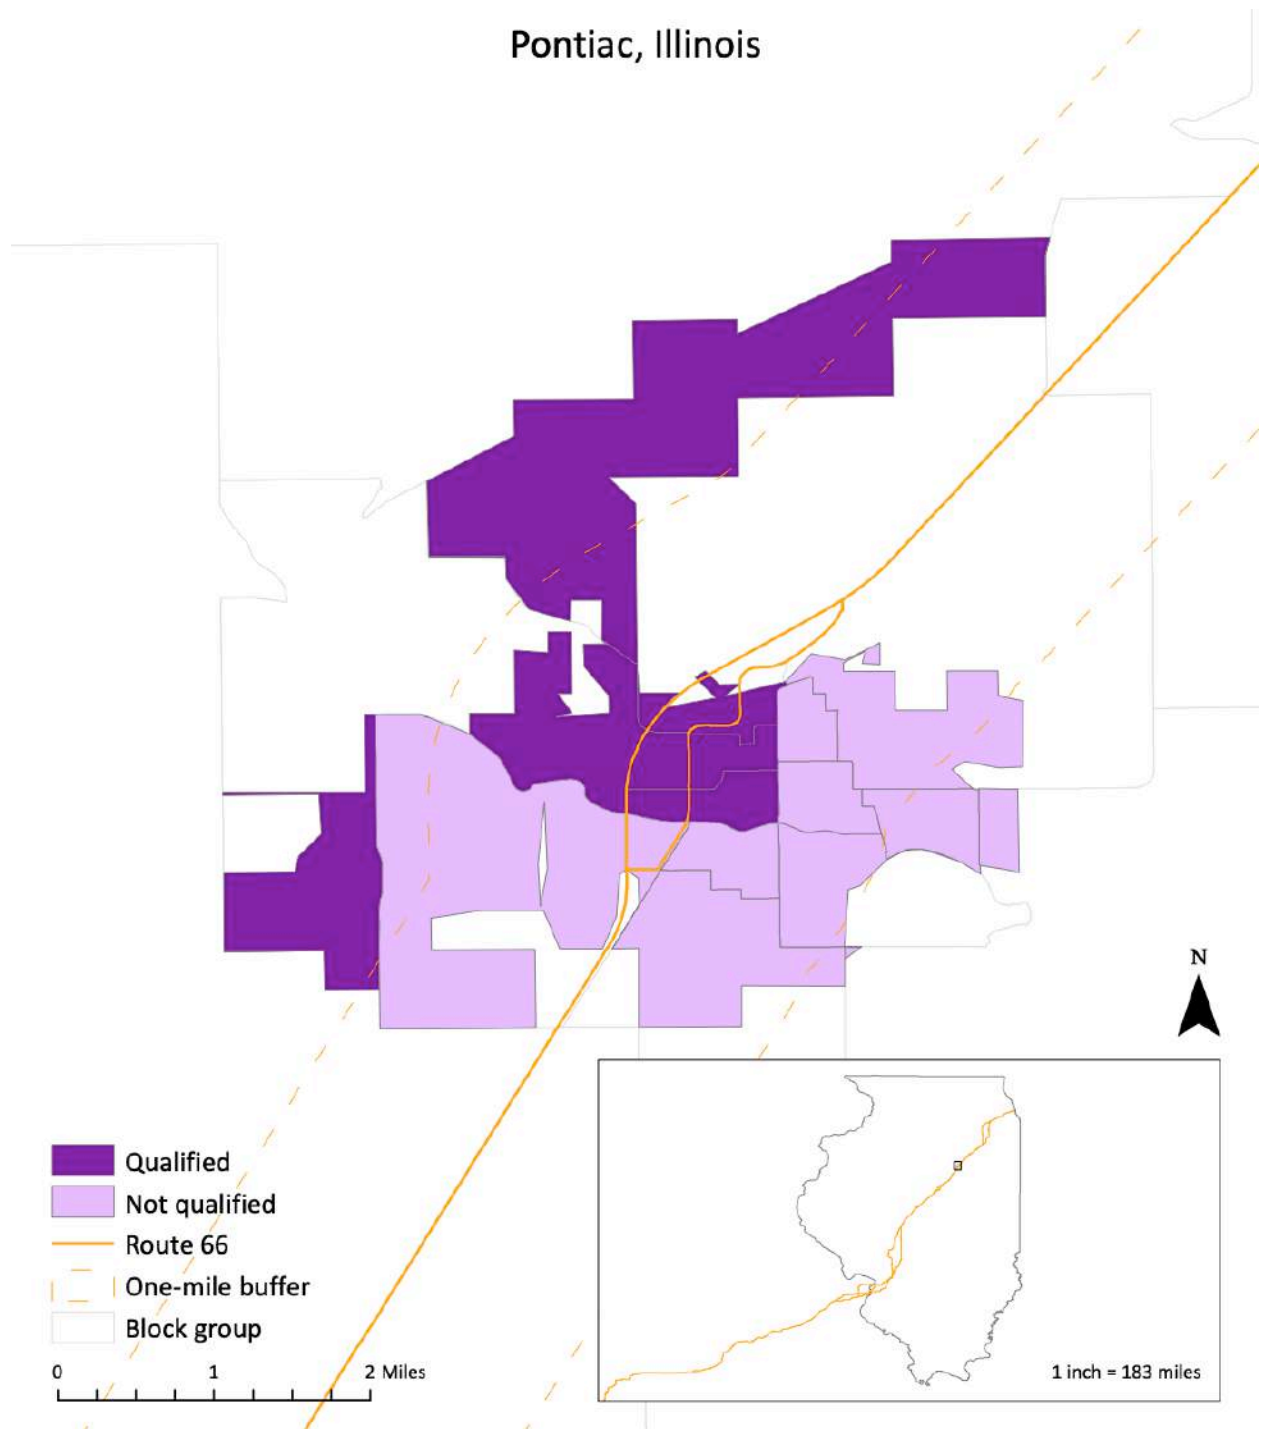 Pontiac, Illinois
N
Qualified
Not qualified
Route 66
One-mile buffer
Block group
0 1 2 Miles
1 inch = 183 miles